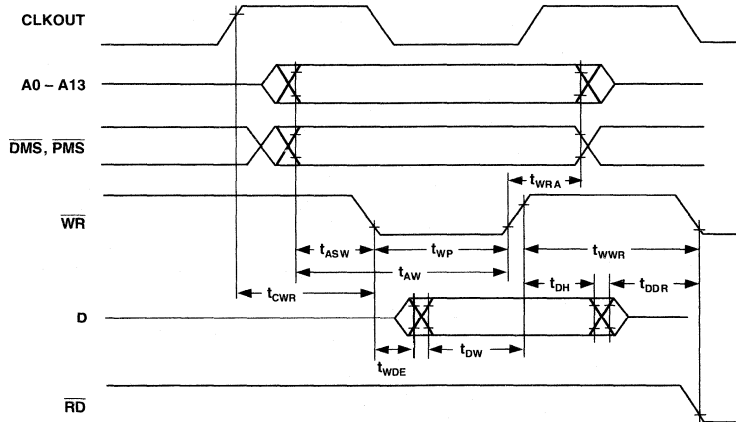 CLKOUT
A0 – A13
DMS, PMS
tWRA
WR
tASW
tWP
tWWR
tAW
tDH
tDDR
tCWR
D
tWDE
tDW
RD